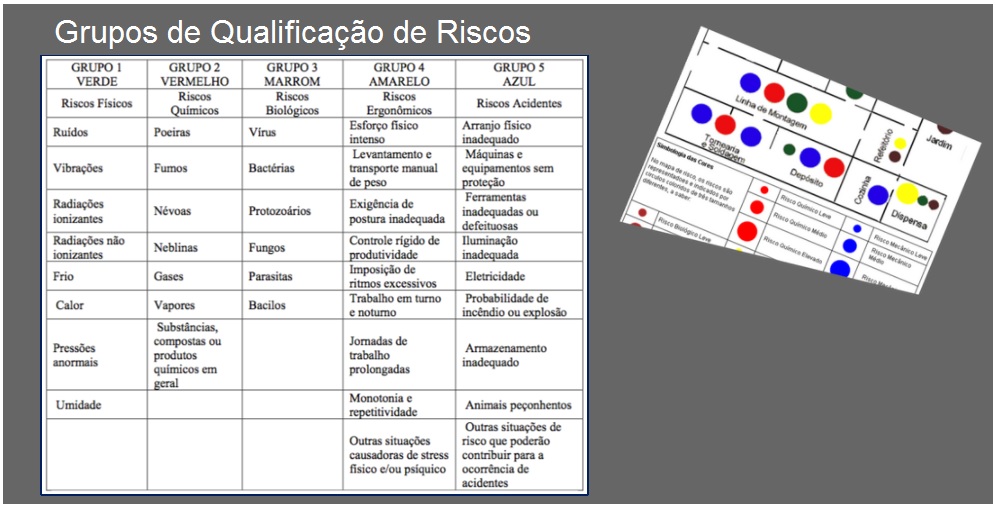 Grupos de Qualificação de Riscos
GRUPO 1
VERDE
GRUPO 2
VERMELHO
GRUPO 3
MARROM
GRUPO 4
AMARELO
GRUPO 5
AZUL
Riscos Físicos
Riscos
Químicos
Riscos
Biológicos
Riscos
Ergonômicos
Riscos Acidentes
Ruídos
Poeiras
Vírus
Esforço físico
intenso
Arranjo físico
inadequado
Vibrações
Fumos
Bactérias
Levantamento e
transporte manual
de peso
Máquinas e
equipamentos sem
proteção
Radiações
ionizantes
Névoas
Protozoários
Exigência de
postura inadequada
Ferramentas
inadequadas ou
defeituosas
Radiações não
ionizantes
Neblinas
Fungos
Controle rígido de
produtividade
Iluminação
inadequada
Frio
Gases
Parasitas
Imposição de
ritmos excessivos
Eletricidade
Calor
Vapores
Bacilos
Trabalho em turno
e noturno
Probabilidade de
incêndio ou explosão
Pressões
anormais
Substâncias,
compostas ou
produtos
químicos em
geral
Jornadas de
trabalho
prolongadas
Armazenamento
inadequado
Umidade
Monotonia e
repetitividade
Animais peçonhentos
Outras situações
causadoras de stress
físico e/ou psíquico
Outras situações de
risco que poderão
contribuir para a
ocorrência de
acidentes
Linha de Montagem
Refeitório
Jardim
Tornearia
e Soldagem
Depósito
Cozinha
Dispensa
Simbologia das Cores
No mapa de risco, os riscos são
representados e indicados por
círculos coloridos de três tamanhos
diferentes, a saber:
Risco Químico Leve
Risco Mecânico Leve
Risco Químico Médio
Risco Mecânico
Médio
Risco Biológico Leve
Risco Químico Elevado